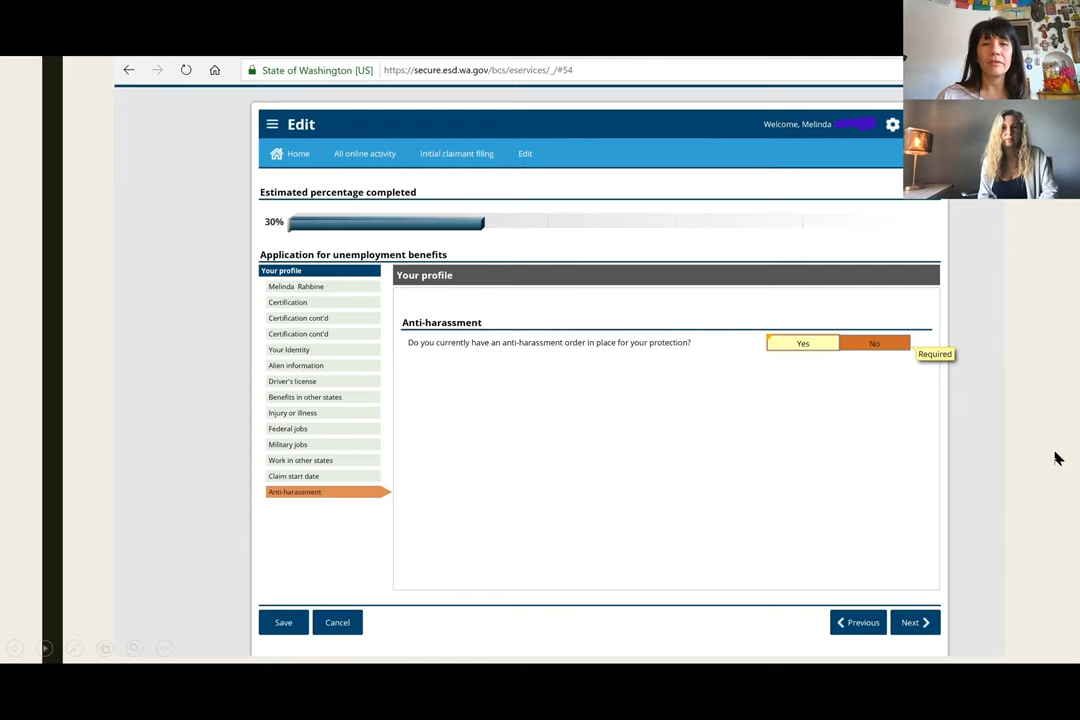 State of Washington [US]
https://secure.esd.wa.gov/bcs/eservices/_/#54
Edit
Welcome, Melinda
Home
All online activity
Initial claimant filing
Edit
Estimated percentage completed
30%
Application for unemployment benefits
Your profile
Melinda Rahbine
Certification
Certification cont'd
Certification cont'd
Your Identity
Alien information
Driver's license
Benefits in other states
Injury or illness
Federal jobs
Military jobs
Work in other states
Claim start date
Anti-harassment
Your profile
Anti-harassment
Do you currently have an anti-harassment order in place for your protection?
Yes
No
Required
Save
Cancel
Previous
Next